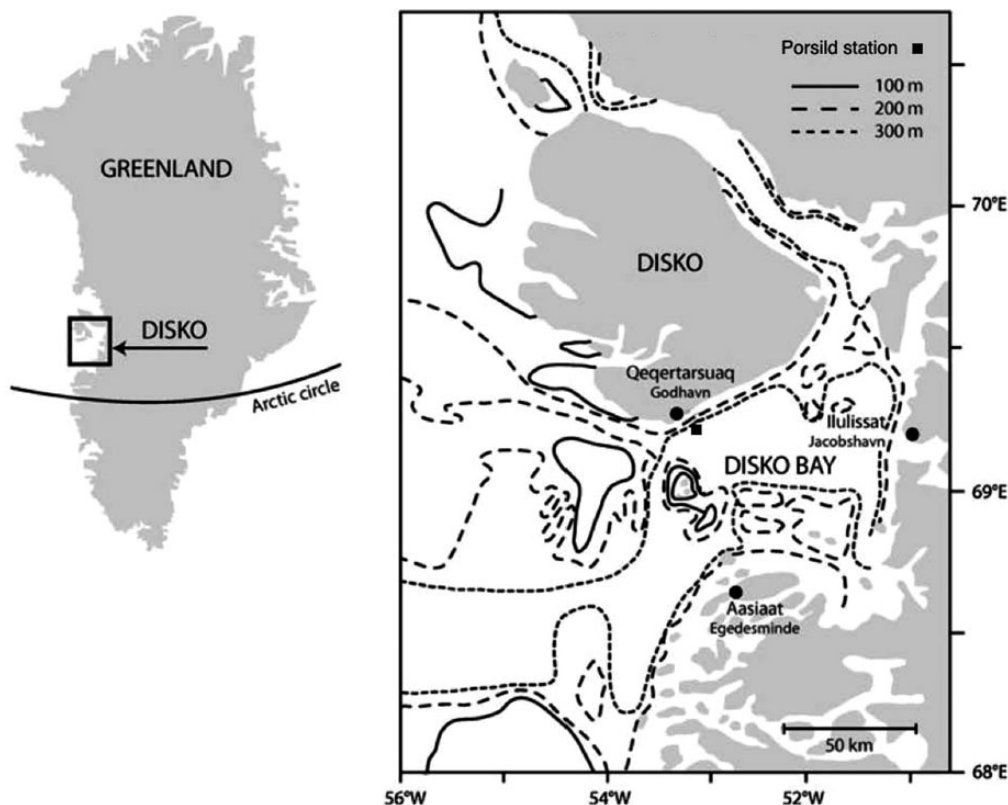 GREENLAND
DISKO
Arctic circle
Porsild station
100 m
200 m
300 m
70°E
DISKO
Qeqertarsuaq
Godhavn
Ilulissat
Jacobshavn
DISKO BAY
69°E
Aasiaat
Egedesminde
50 km
68°E
56°W
54°W
52°W